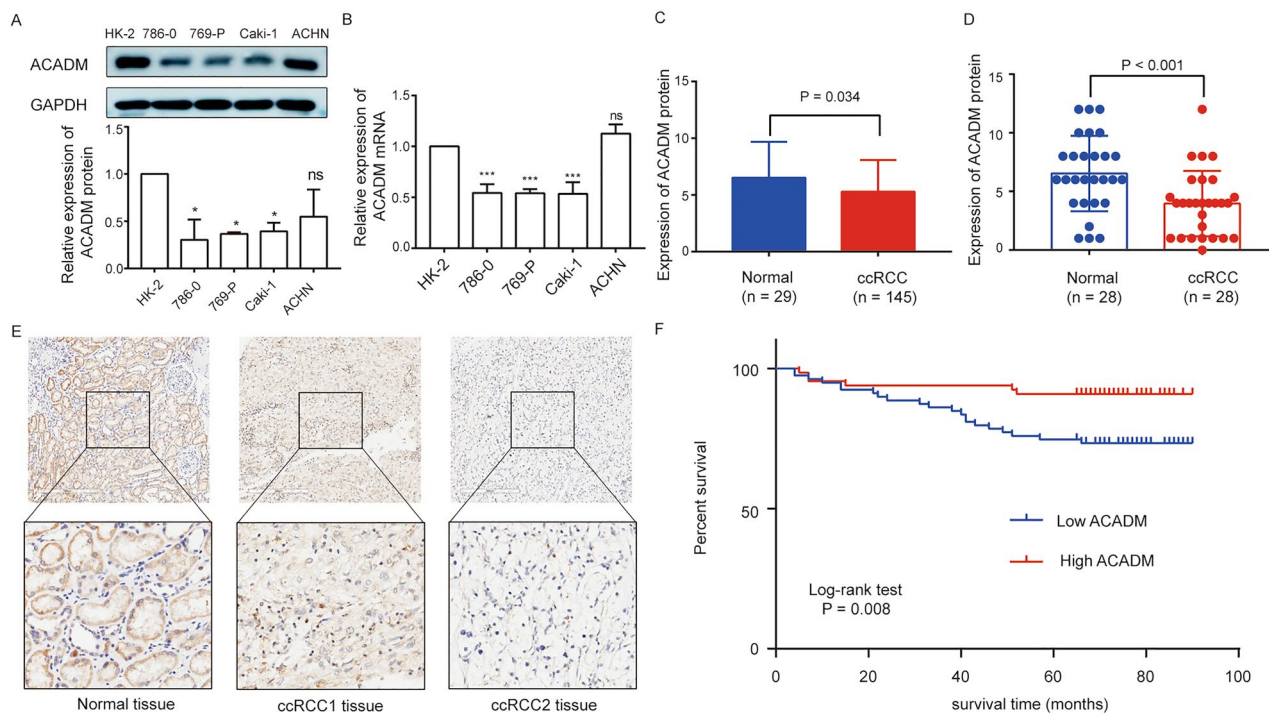 A
HK-2 786-0 769-P Caki-1 ACHN
ACADM
GAPDH
Relative expression of
ACADM protein
1.5
1.0
0.5
0.0
* * * ns
HK-2 786-0 769-P Caki-1 ACHN
B
Relative expression of
ACADM mRNA
1.5
1.0
0.5
0.0
*** *** *** ns
HK-2 786-0 769-P Caki-1 ACHN
C
Expression of ACADM protein
15
10
5
0
P = 0.034
Normal ccRCC
(n = 29) (n = 145)
D
Expression of ACADM protein
15
10
5
0
P < 0.001
Normal ccRCC
(n = 28) (n = 28)
E
Normal tissue ccRCC1 tissue ccRCC2 tissue
F
Percent survival
100
50
0
Low ACADM
High ACADM
Log-rank test
P = 0.008
0 20 40 60 80 100
survival time (months)